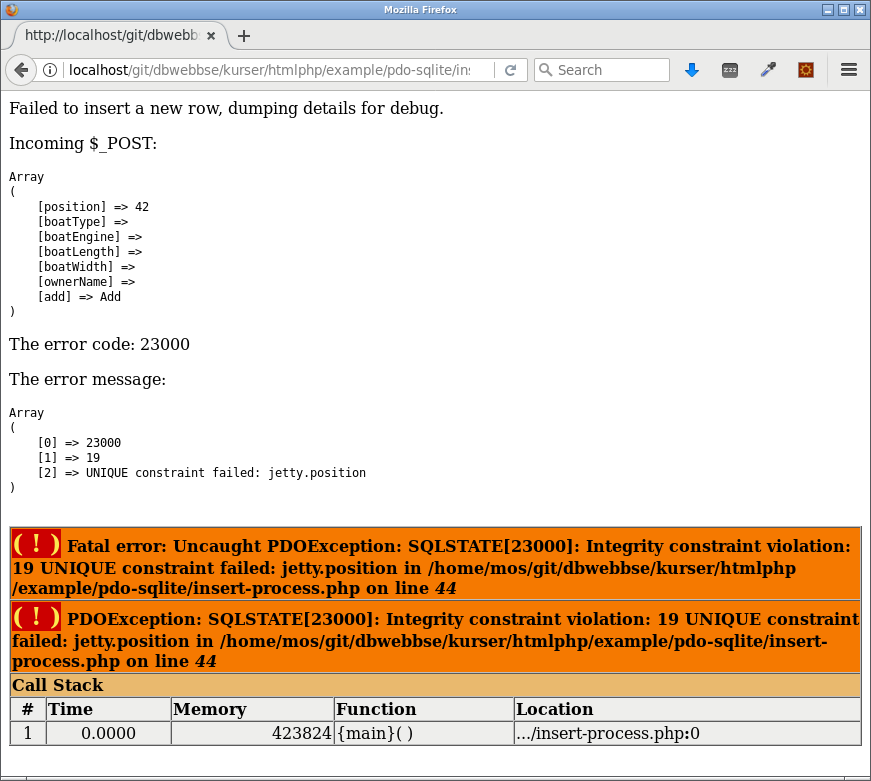 Mozilla Firefox
http://localhost/git/dbwebb
localhost/git/dbwebbse/kurser/htmlphp/example/pdo-sqlite/ins
Search
zzz
Failed to insert a new row, dumping details for debug.
Incoming $_POST:
Array
(
    [position] => 42
    [boatType] =>
    [boatEngine] =>
    [boatLength] =>
    [boatWidth] =>
    [ownerName] =>
    [add] => Add
)
The error code: 23000
The error message:
Array
(
    [0] => 23000
    [1] => 19
    [2] => UNIQUE constraint failed: jetty.position
)
( ! ) Fatal error: Uncaught PDOException: SQLSTATE[23000]: Integrity constraint violation:
19 UNIQUE constraint failed: jetty.position in /home/mos/git/dbwebbse/kurser/htmlphp
/example/pdo-sqlite/insert-process.php on line 44
( ! ) PDOException: SQLSTATE[23000]: Integrity constraint violation: 19 UNIQUE constraint
failed: jetty.position in /home/mos/git/dbwebbse/kurser/htmlphp/example/pdo-sqlite/insert-
process.php on line 44
Call Stack
# Time Memory Function Location
1 0.0000 423824 {main}( ) .../insert-process.php:0